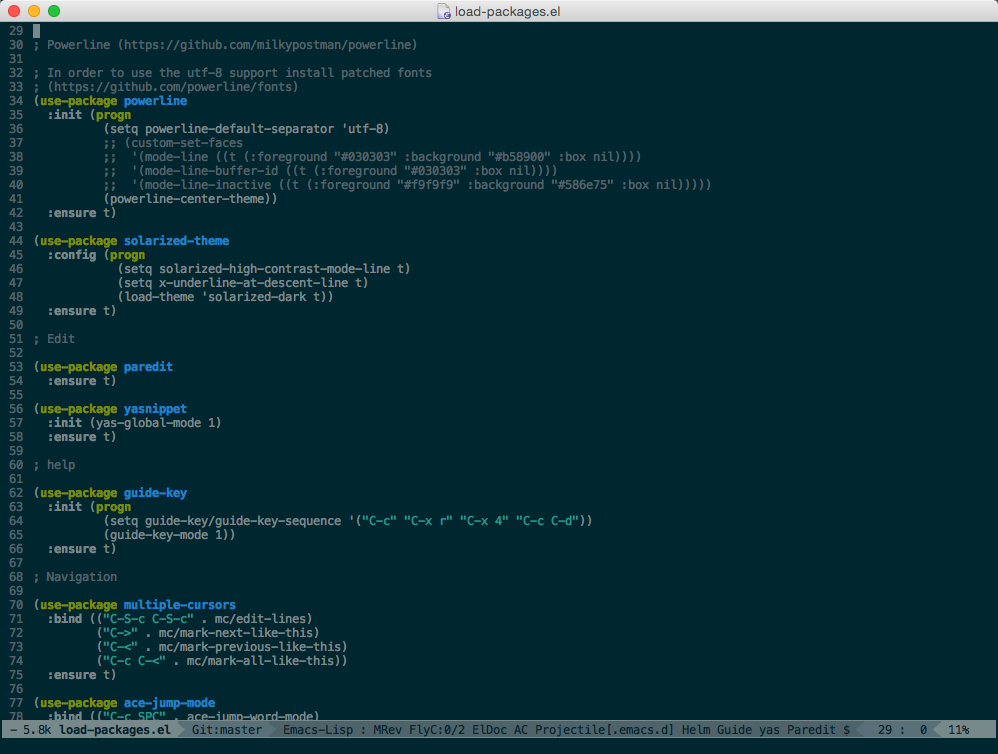 load-packages.el
29
30 ; Powerline (https://github.com/milkypostman/powerline)
31
32 ; In order to use the utf-8 support install patched fonts
33 ; (https://github.com/powerline/fonts)
34 (use-package powerline
35   :init (progn
36           (setq powerline-default-separator 'utf-8)
37           ;; (custom-set-faces
38           ;;  '(mode-line ((t (:foreground "#030303" :background "#b58900" :box nil))))
39           ;;  '(mode-line-buffer-id ((t (:foreground "#030303" :box nil))))
40           ;;  '(mode-line-inactive ((t (:foreground "#f9f9f9" :background "#586e75" :box nil)))))
41           (powerline-center-theme))
42   :ensure t)
43
44 (use-package solarized-theme
45   :config (progn
46             (setq solarized-high-contrast-mode-line t)
47             (setq x-underline-at-descent-line t)
48             (load-theme 'solarized-dark t))
49   :ensure t)
50
51 ; Edit
52
53 (use-package paredit
54   :ensure t)
55
56 (use-package yasnippet
57   :init (yas-global-mode 1)
58   :ensure t)
59
60 ; help
61
62 (use-package guide-key
63   :init (progn
64           (setq guide-key/guide-key-sequence '("C-c" "C-x r" "C-x 4" "C-c C-d"))
65           (guide-key-mode 1))
66   :ensure t)
67
68 ; Navigation
69
70 (use-package multiple-cursors
71   :bind (("C-S-c C-S-c" . mc/edit-lines)
72          ("C->" . mc/mark-next-like-this)
73          ("C-<" . mc/mark-previous-like-this)
74          ("C-c C-<" . mc/mark-all-like-this))
75   :ensure t)
76
77 (use-package ace-jump-mode
78   :bind (("C-c SPC" . ace-jump-word-mode)
- 5.8k load-packages.el Git:master Emacs-Lisp : MRev FlyC:0/2 ElDoc AC Projectile[.emacs.d] Helm Guide yas Paredit $ 29 : 0 11%